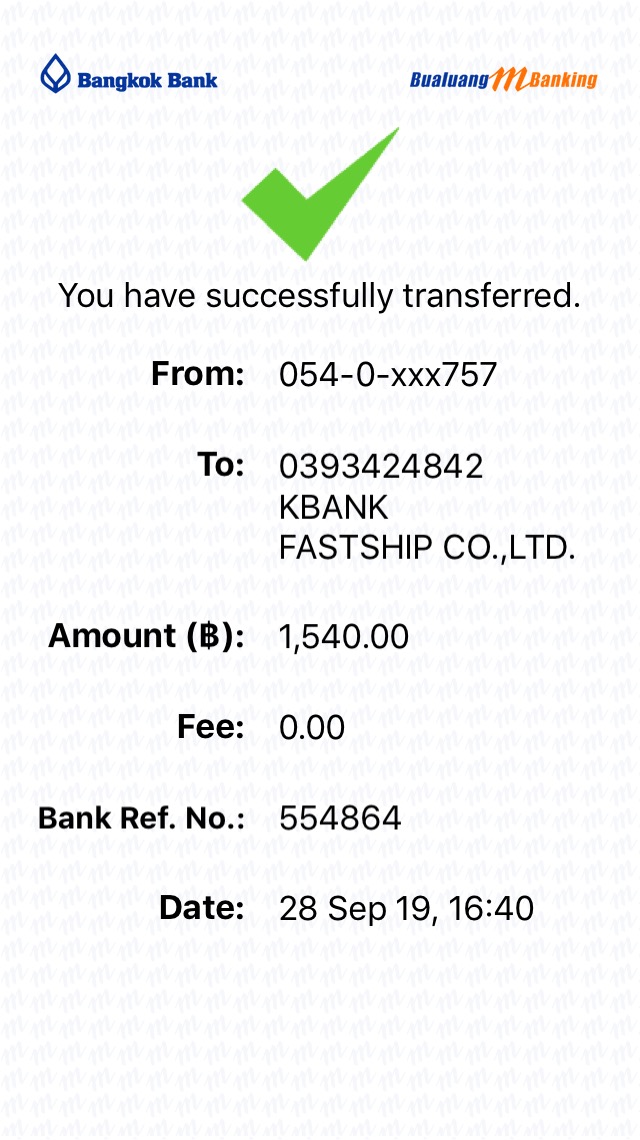 Bangkok Bank
Bualuang mBanking
You have successfully transferred.
From: 054-0-xxx757
To: 0393424842
KBANK
FASTSHIP CO.,LTD.
Amount (฿): 1,540.00
Fee: 0.00
Bank Ref. No.: 554864
Date: 28 Sep 19, 16:40